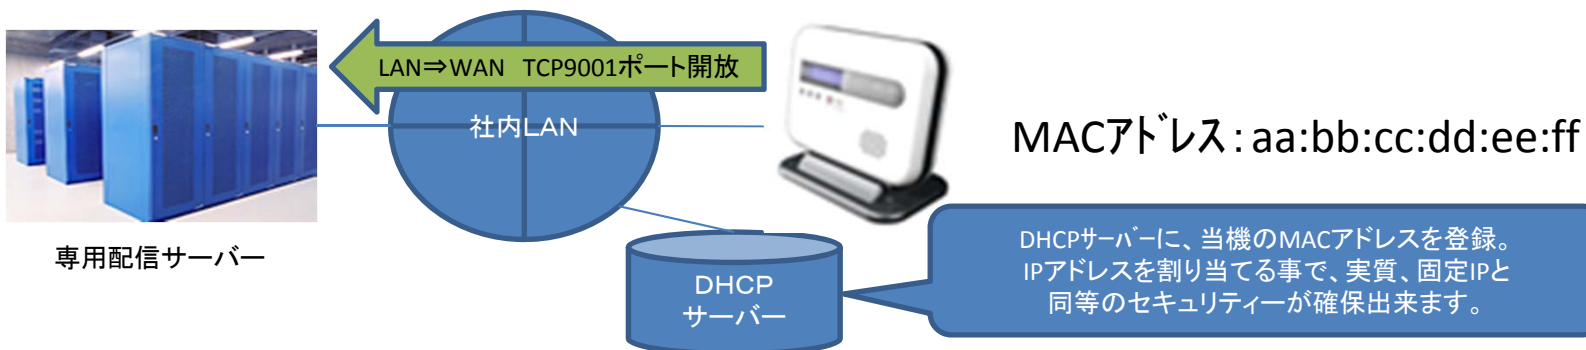 LAN⇒WAN TCP9001ポート開放
社内LAN
MACアドレス：aa:bb:cc:dd:ee:ff
専用配信サーバー
DHCP
サーバー
DHCPサーバーに、当機のMACアドレスを登録。
IPアドレスを割り当てる事で、実質、固定IPと
同等のセキュリティーが確保出来ます。